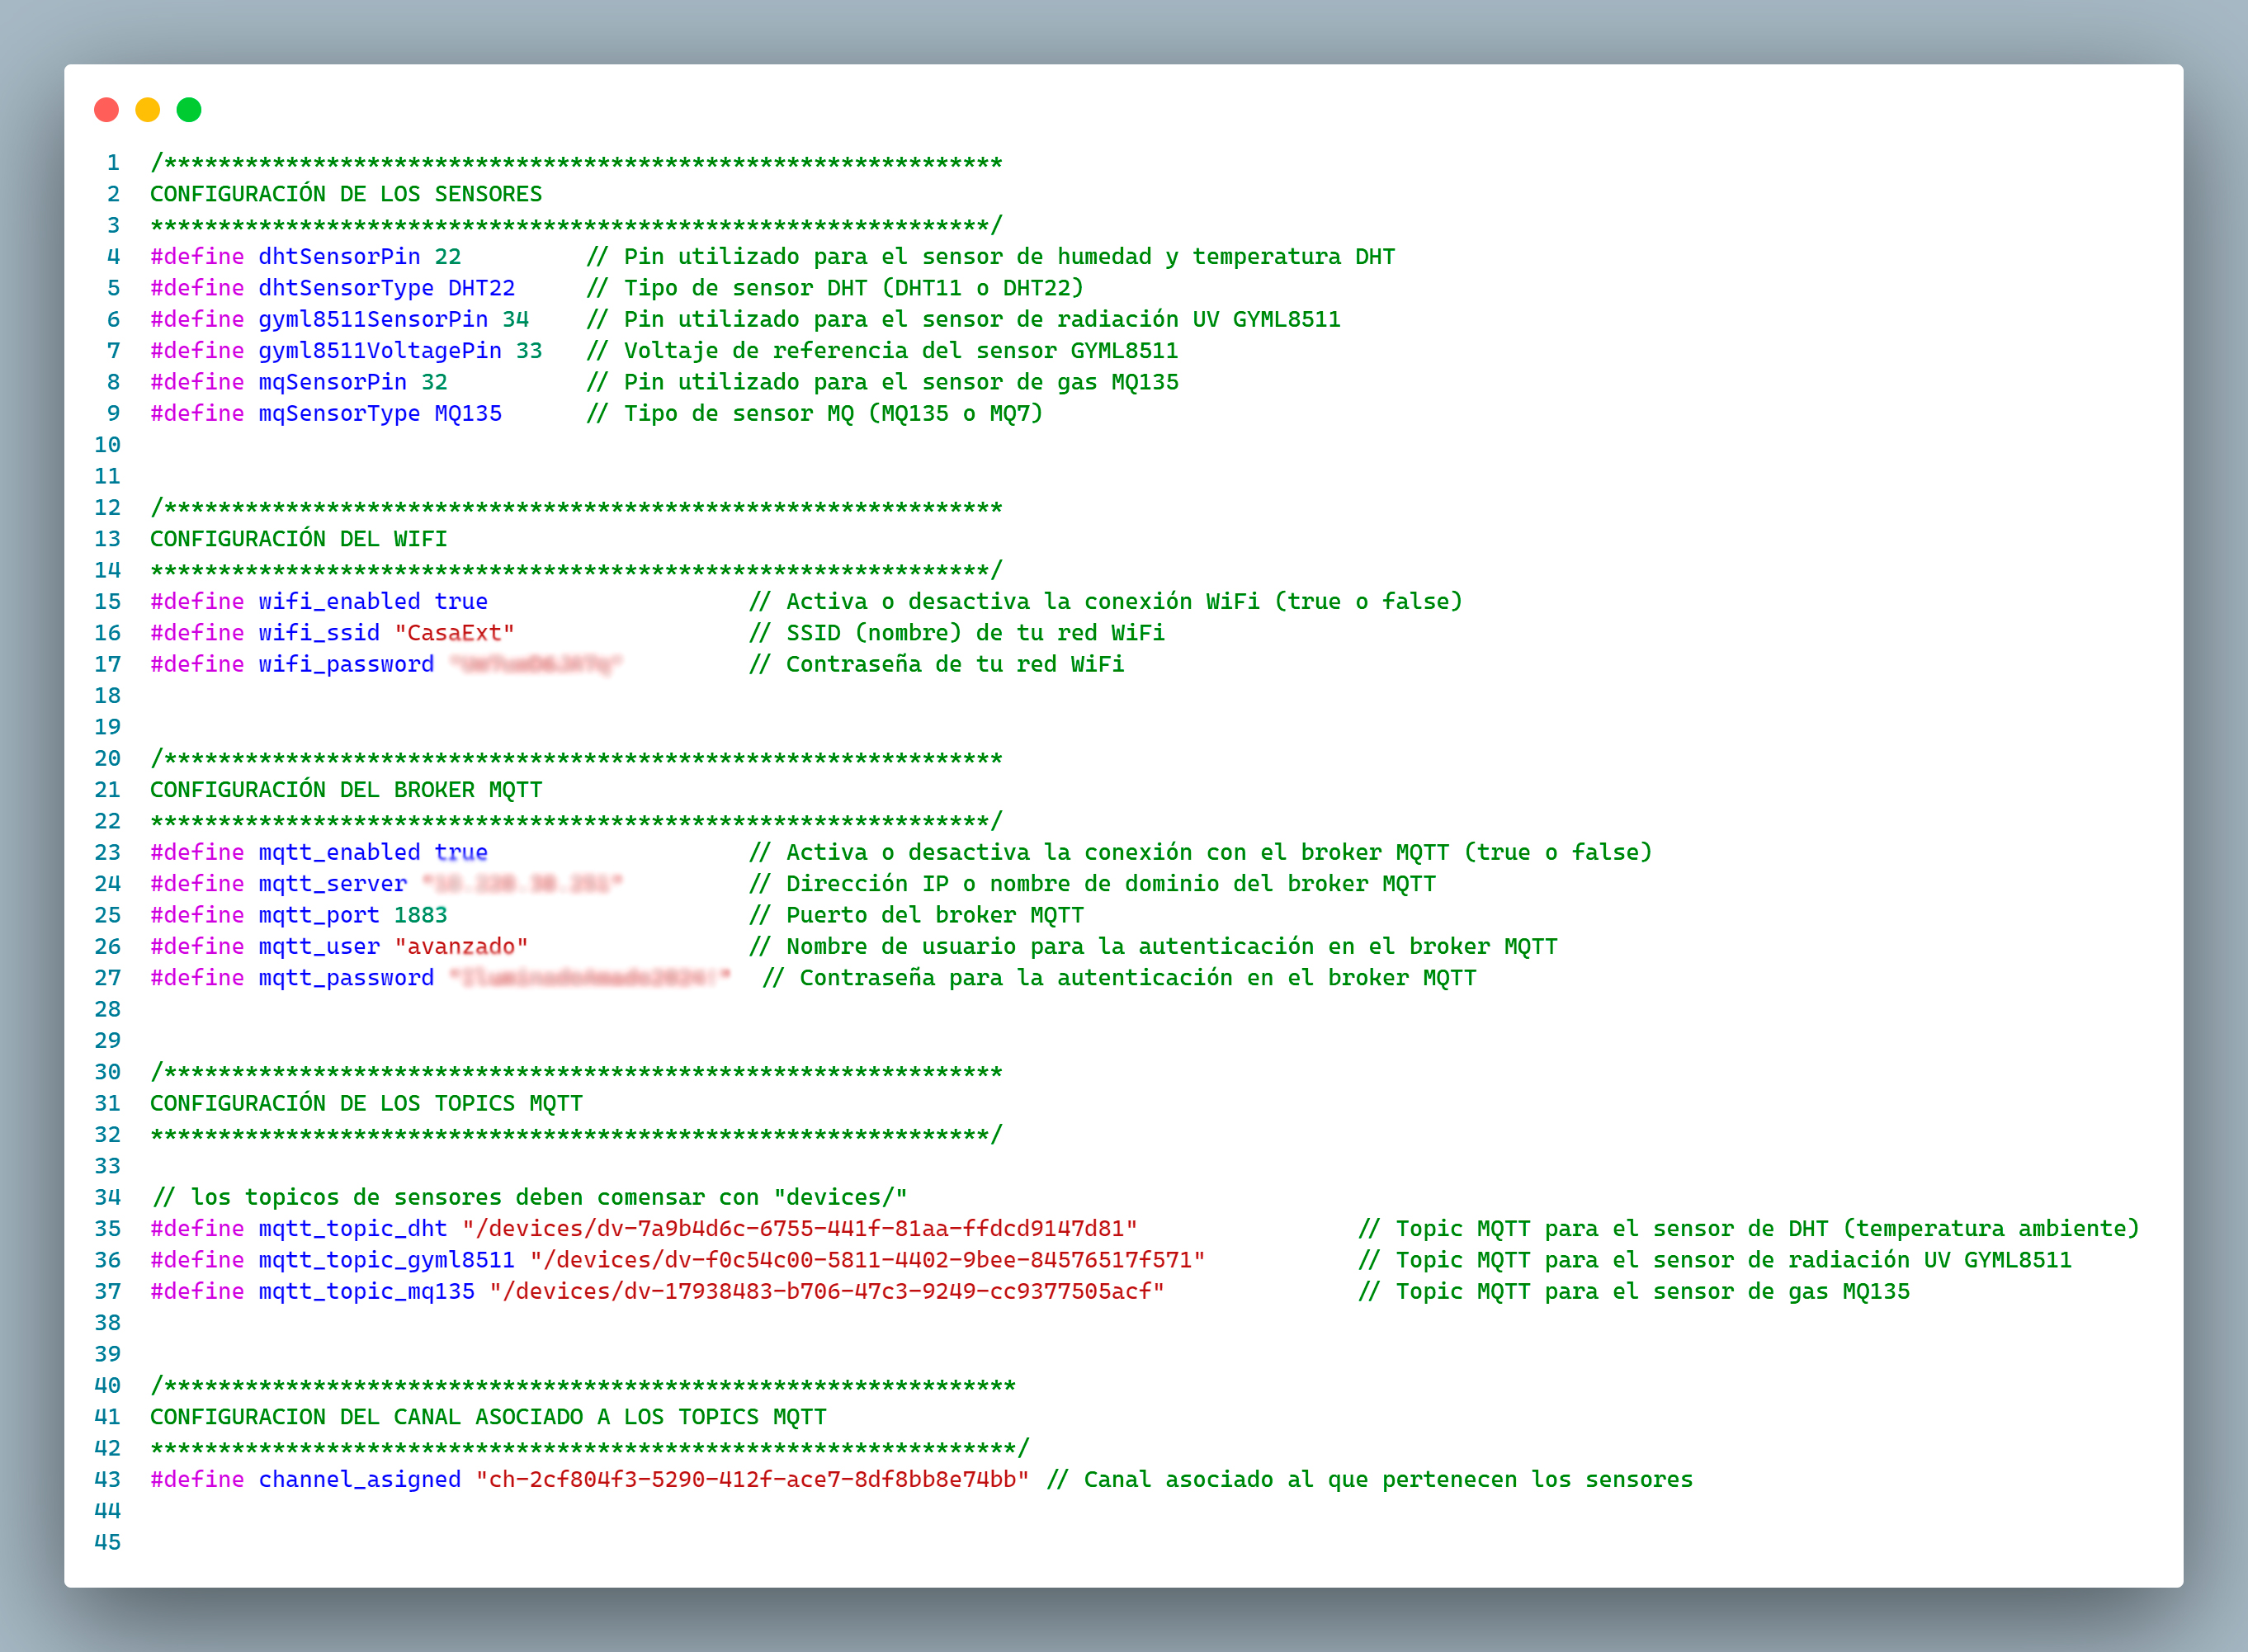 1 /**************************************************************
2 CONFIGURACIÓN DE LOS SENSORES
3 **************************************************************/
4 #define dhtSensorPin 22 // Pin utilizado para el sensor de humedad y temperatura DHT
5 #define dhtSensorType DHT22 // Tipo de sensor DHT (DHT11 o DHT22)
6 #define gyml8511SensorPin 34 // Pin utilizado para el sensor de radiación UV GYML8511
7 #define gyml8511VoltagePin 33 // Voltaje de referencia del sensor GYML8511
8 #define mqSensorPin 32 // Pin utilizado para el sensor de gas MQ135
9 #define mqSensorType MQ135 // Tipo de sensor MQ (MQ135 o MQ7)
10
11
12 /**************************************************************
13 CONFIGURACIÓN DEL WIFI
14 **************************************************************/
15 #define wifi_enabled true // Activa o desactiva la conexión WiFi (true o false)
16 #define wifi_ssid "CasaExt" // SSID (nombre) de tu red WiFi
17 #define wifi_password // Contraseña de tu red WiFi
18
19
20 /**************************************************************
21 CONFIGURACIÓN DEL BROKER MQTT
22 **************************************************************/
23 #define mqtt_enabled true // Activa o desactiva la conexión con el broker MQTT (true o false)
24 #define mqtt_server // Dirección IP o nombre de dominio del broker MQTT
25 #define mqtt_port 1883 // Puerto del broker MQTT
26 #define mqtt_user "avanzado" // Nombre de usuario para la autenticación en el broker MQTT
27 #define mqtt_password // Contraseña para la autenticación en el broker MQTT
28
29
30 /**************************************************************
31 CONFIGURACIÓN DE LOS TOPICS MQTT
32 **************************************************************/
33
34 // los topicos de sensores deben comensar con "devices/"
35 #define mqtt_topic_dht "/devices/dv-7a9b4d6c-6755-441f-81aa-ffdcd9147d81" // Topic MQTT para el sensor de DHT (temperatura ambiente)
36 #define mqtt_topic_gyml8511 "/devices/dv-f0c54c00-5811-4402-9bee-84576517f571" // Topic MQTT para el sensor de radiación UV GYML8511
37 #define mqtt_topic_mq135 "/devices/dv-17938483-b706-47c3-9249-cc9377505acf" // Topic MQTT para el sensor de gas MQ135
38
39
40 /***************************************************************
41 CONFIGURACION DEL CANAL ASOCIADO A LOS TOPICS MQTT
42 ****************************************************************/
43 #define channel_asigned "ch-2cf804f3-5290-412f-ace7-8df8bb8e74bb" // Canal asociado al que pertenecen los sensores
44
45